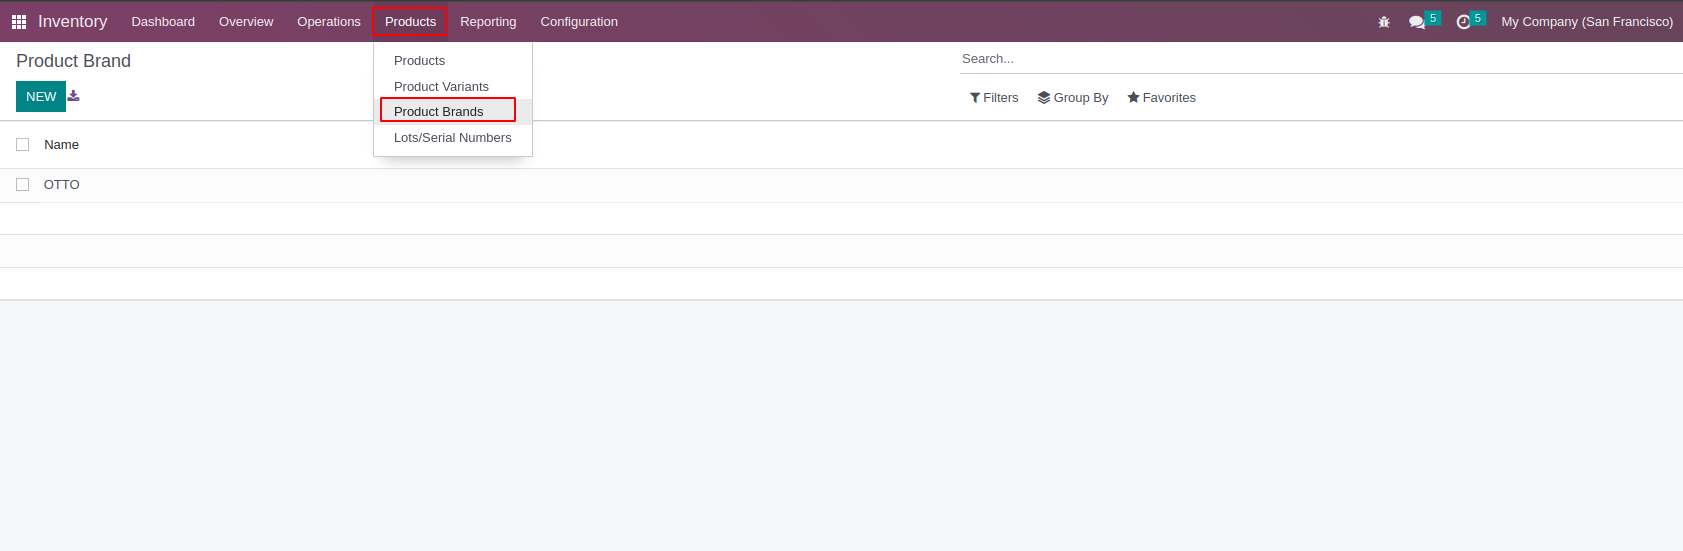 Inventory Dashboard Overview Operations Products Reporting Configuration 5 5 My Company (San Francisco)
Product Brand
Search...
NEW
Filters Group By Favorites
Products
Product Variants
Product Brands
Lots/Serial Numbers
Name
OTTO